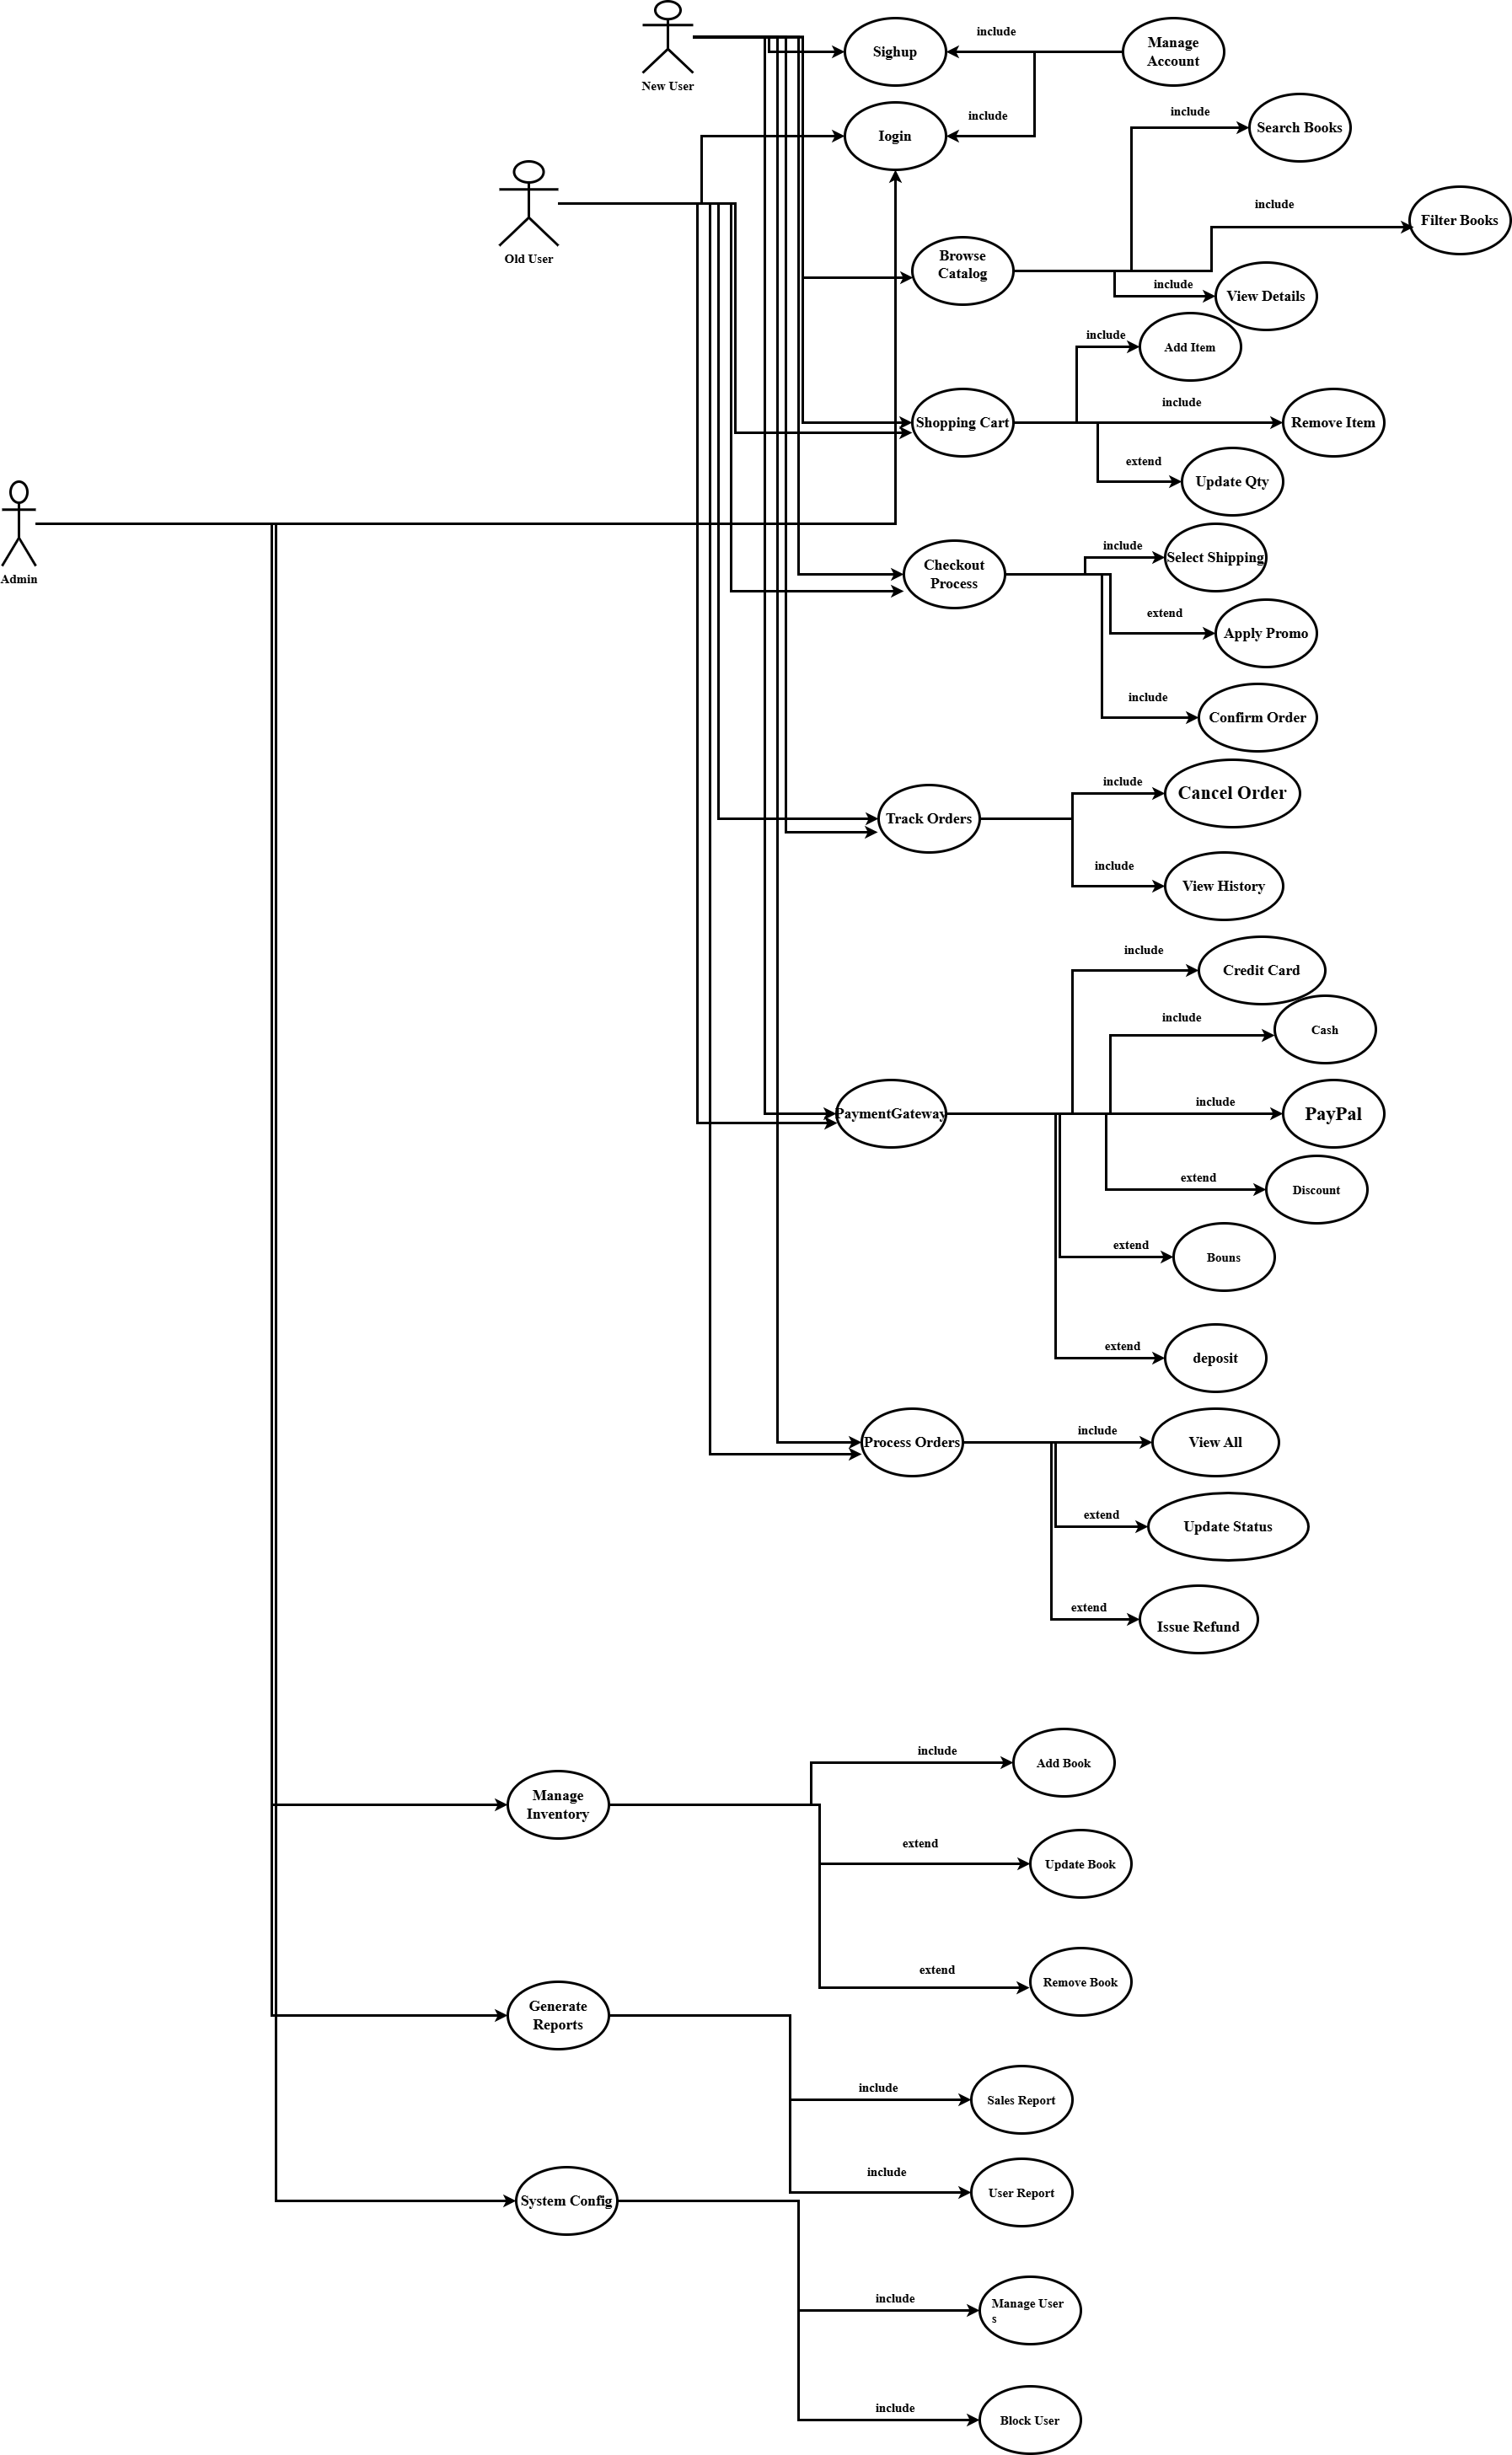 New User
Sighup
include
Manage
Account
Iogin
include
include
Search Books
Old User
include
Filter Books
Browse
Catalog
include
View Details
include
Add Item
Shopping Cart
include
Remove Item
extend
Update Qty
Admin
Checkout
Process
include
Select Shipping
extend
Apply Promo
include
Confirm Order
include
Cancel Order
Track Orders
include
View History
include
Credit Card
include
Cash
PaymentGateway
include
PayPal
extend
Discount
extend
Bouns
extend
deposit
Process Orders
include
View All
extend
Update Status
extend
Issue Refund
include
Add Book
Manage
Inventory
extend
Update Book
extend
Remove Book
Generate
Reports
include
Sales Report
include
User Report
System Config
include
Manage User
s
include
Block User